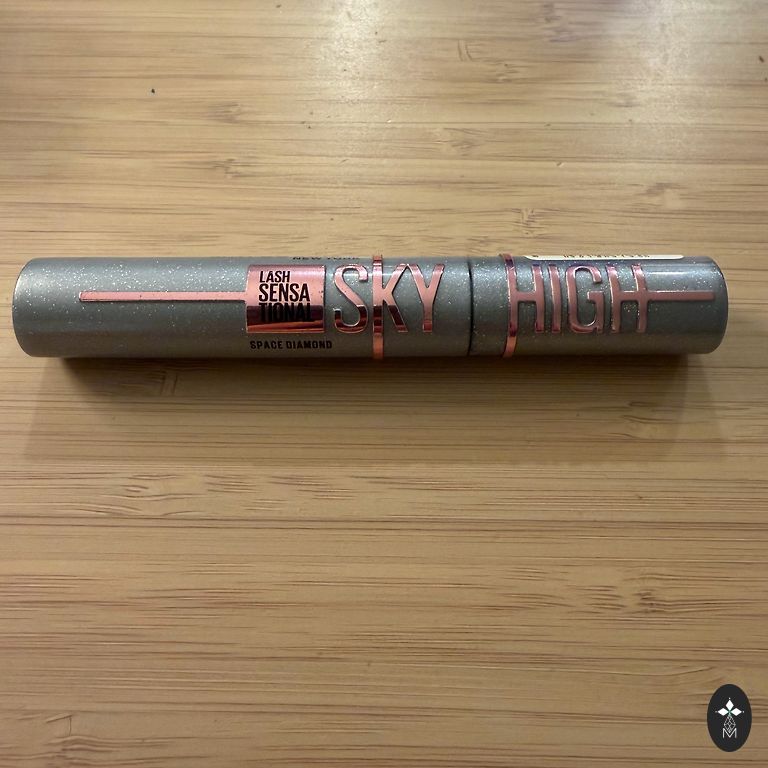 NEW YORK
LASH
SENSA
TIONAL
SKY HIGH
SPACE DIAMOND
M